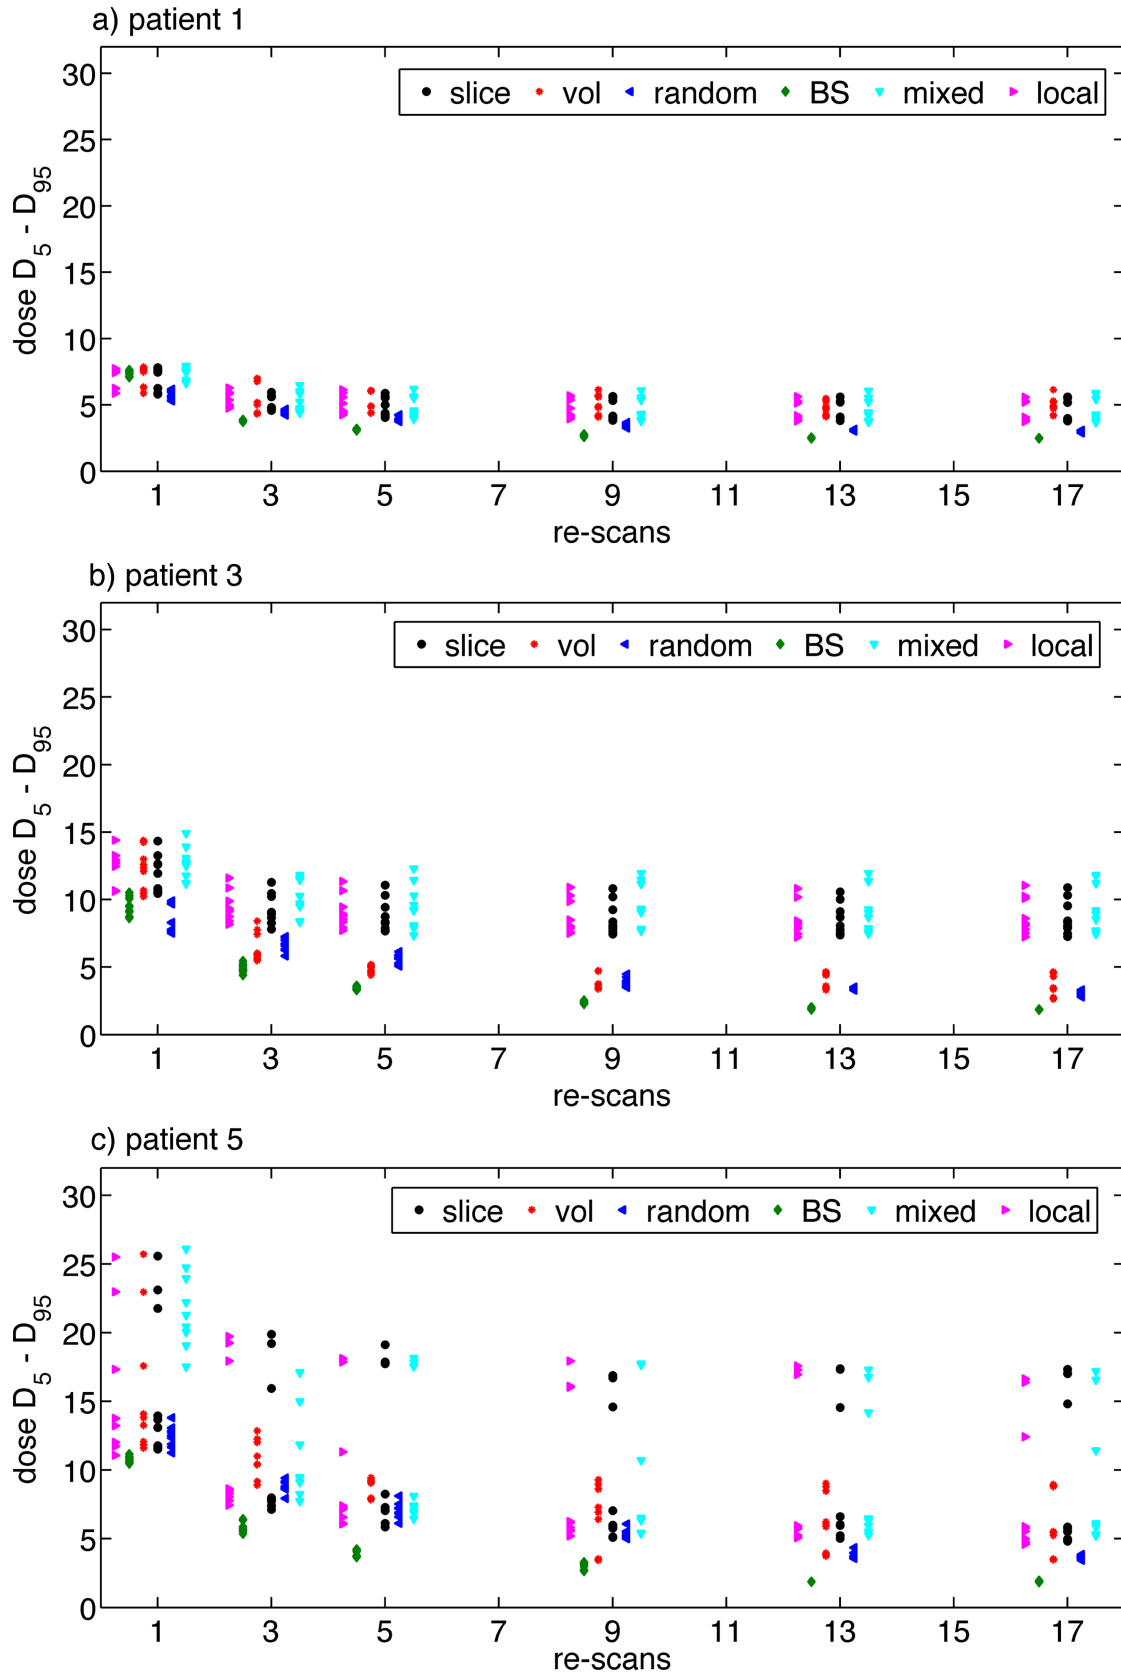 a) patient 1
slice vol random BS mixed local
30
25
20
15
10
5
0
dose D5 - D95
1 3 5 7 9 11 13 15 17
re-scans
b) patient 3
slice vol random BS mixed local
30
25
20
15
10
5
0
dose D5 - D95
1 3 5 7 9 11 13 15 17
re-scans
c) patient 5
slice vol random BS mixed local
30
25
20
15
10
5
0
dose D5 - D95
1 3 5 7 9 11 13 15 17
re-scans